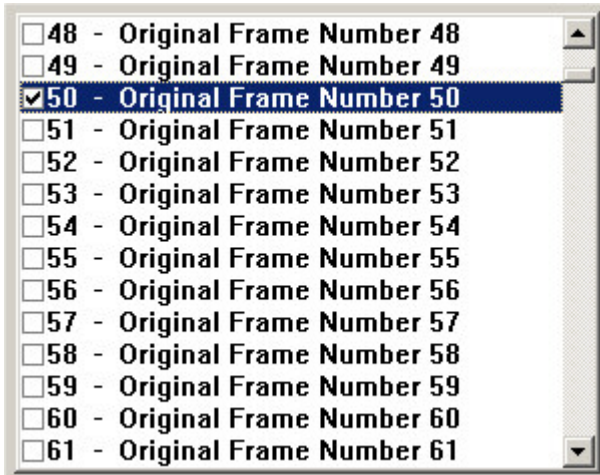 48 - Original Frame Number 48
49 - Original Frame Number 49
50 - Original Frame Number 50
51 - Original Frame Number 51
52 - Original Frame Number 52
53 - Original Frame Number 53
54 - Original Frame Number 54
55 - Original Frame Number 55
56 - Original Frame Number 56
57 - Original Frame Number 57
58 - Original Frame Number 58
59 - Original Frame Number 59
60 - Original Frame Number 60
61 - Original Frame Number 61